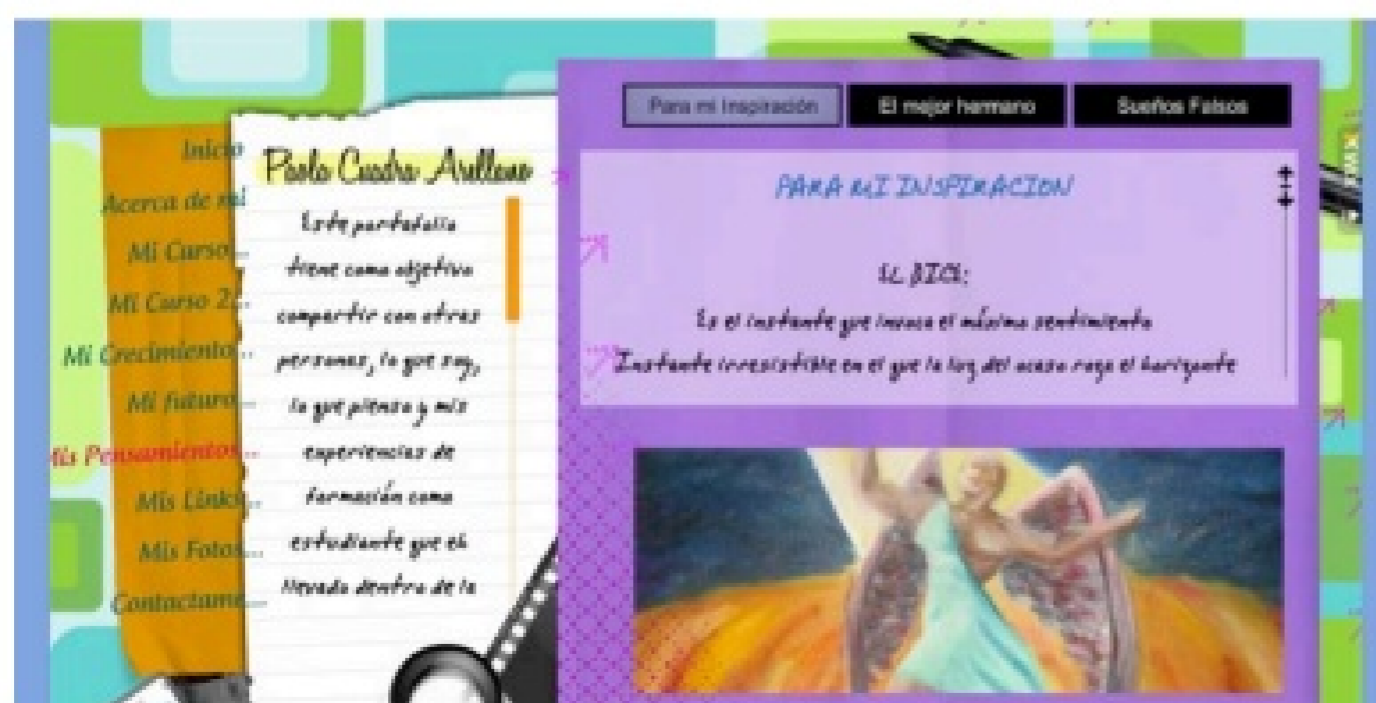 Inicio
Acerca de mi
Mi Curso...
Mi Curso 2...
Mi Crecimiento...
Mi futuro...
Mis Pensamientos...
Mis Links...
Mis Fotos...
Contactame...
Paola Cuadra Arellano
Este portafolio
tiene como objetivo
compartir con otras
personas, lo que soy,
lo que pienso y mis
experiencias de
formación como
estudiante que eh
llevado dentro de la
Para mi Inspiración
El mejor hermano
Sueños Falsos
PARA MI INSPIRACION
EL DICE:
Es el instante que invoca el máximo sentimiento
Instante irresistible en el que la luz del ocaso roza el horizonte